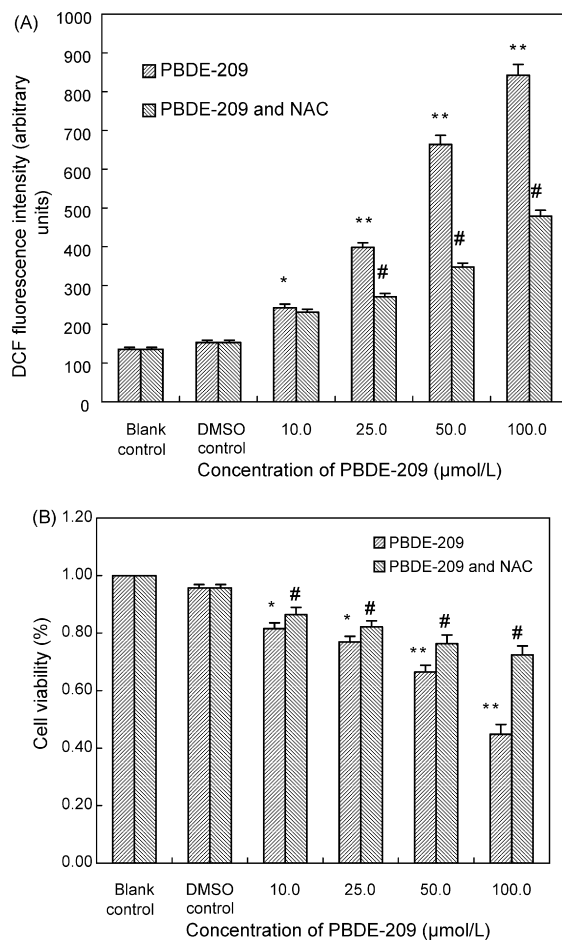 (A)
1000
900
800
700
600
500
400
300
200
100
0
DCF fluorescence intensity (arbitrary
units)
PBDE-209
PBDE-209 and NAC
*
**
#
**
#
**
#
Blank
control
DMSO
control
10.0
25.0
50.0
100.0
Concentration of PBDE-209 (μmol/L)
(B)
1.20
1.00
0.80
0.60
0.40
0.20
0.00
Cell viability (%)
PBDE-209
PBDE-209 and NAC
*
#
*
#
**
#
**
#
Blank
control
DMSO
control
10.0
25.0
50.0
100.0
Concentration of PBDE-209 (μmol/L)